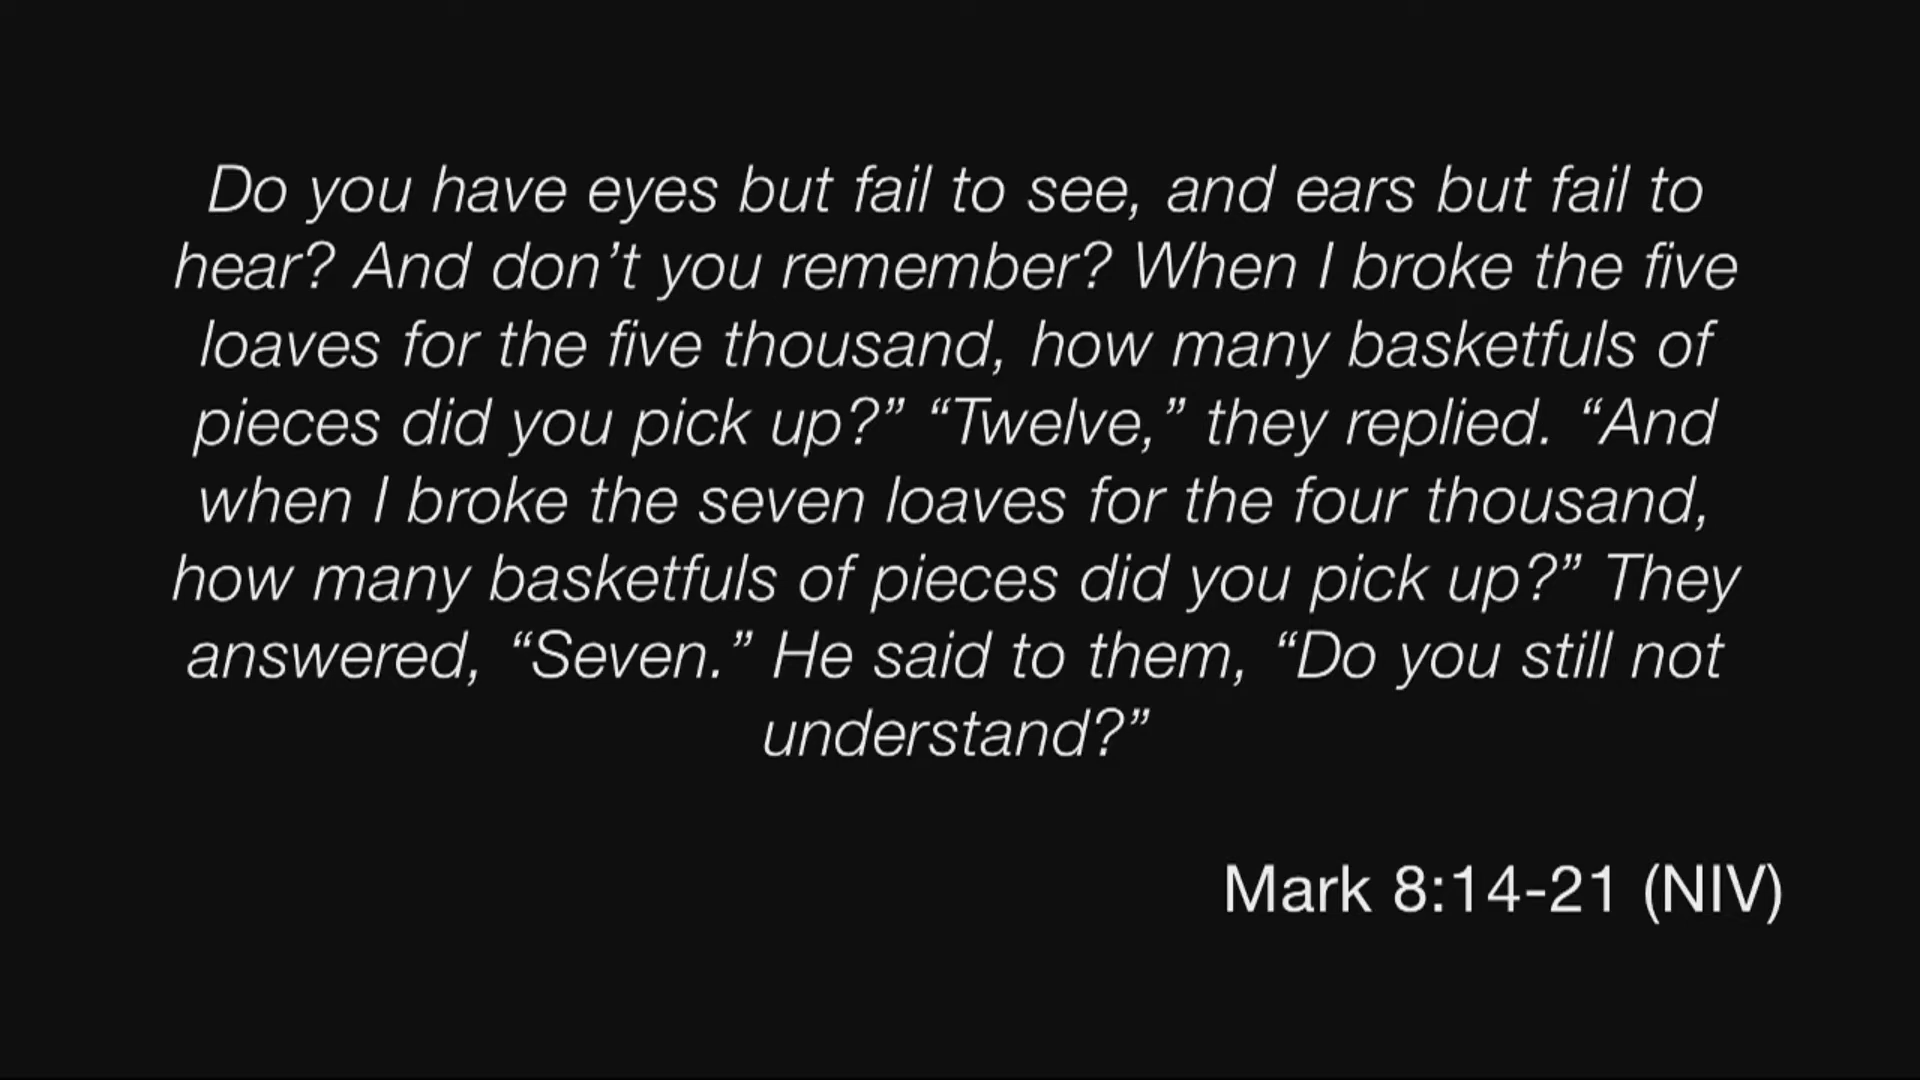 Do you have eyes but fail to see, and ears but fail to
hear? And don’t you remember? When I broke the five
loaves for the five thousand, how many basketfuls of
pieces did you pick up?” “Twelve,” they replied. “And
when I broke the seven loaves for the four thousand,
how many basketfuls of pieces did you pick up?” They
answered, “Seven.” He said to them, “Do you still not
understand?”
Mark 8:14-21 (NIV)